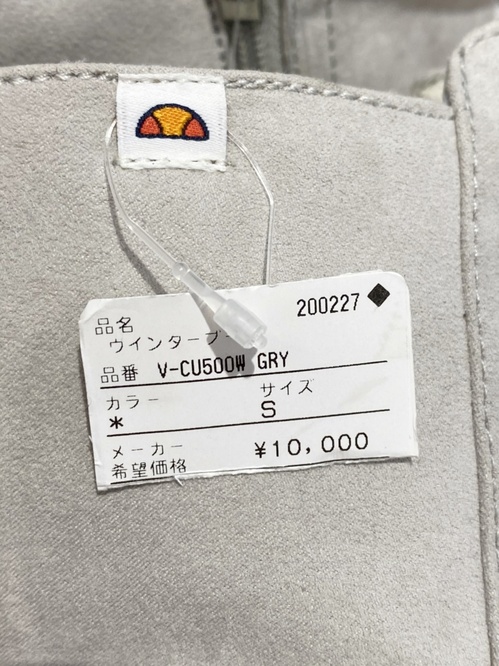 200227
品名
ウインターブ
品番 V-CU500W GRY
カラー サイズ
* S
メーカー
希望価格 ¥10,000